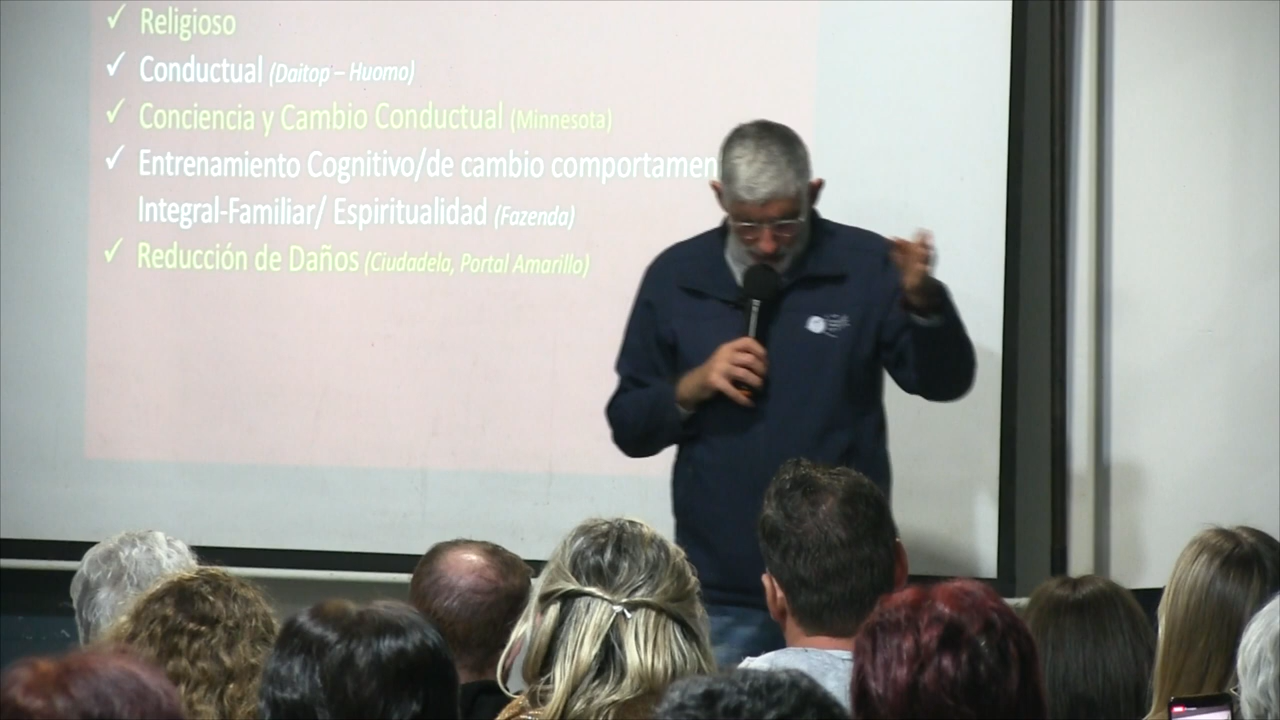 ✓ Religioso
✓ Conductual (Daitop – Huomo)
✓ Conciencia y Cambio Conductual (Minnesota)
✓ Entrenamiento Cognitivo/de cambio comportamen
Integral-Familiar/ Espiritualidad (Fazenda)
✓ Reducción de Daños (Ciudadela, Portal Amarillo)